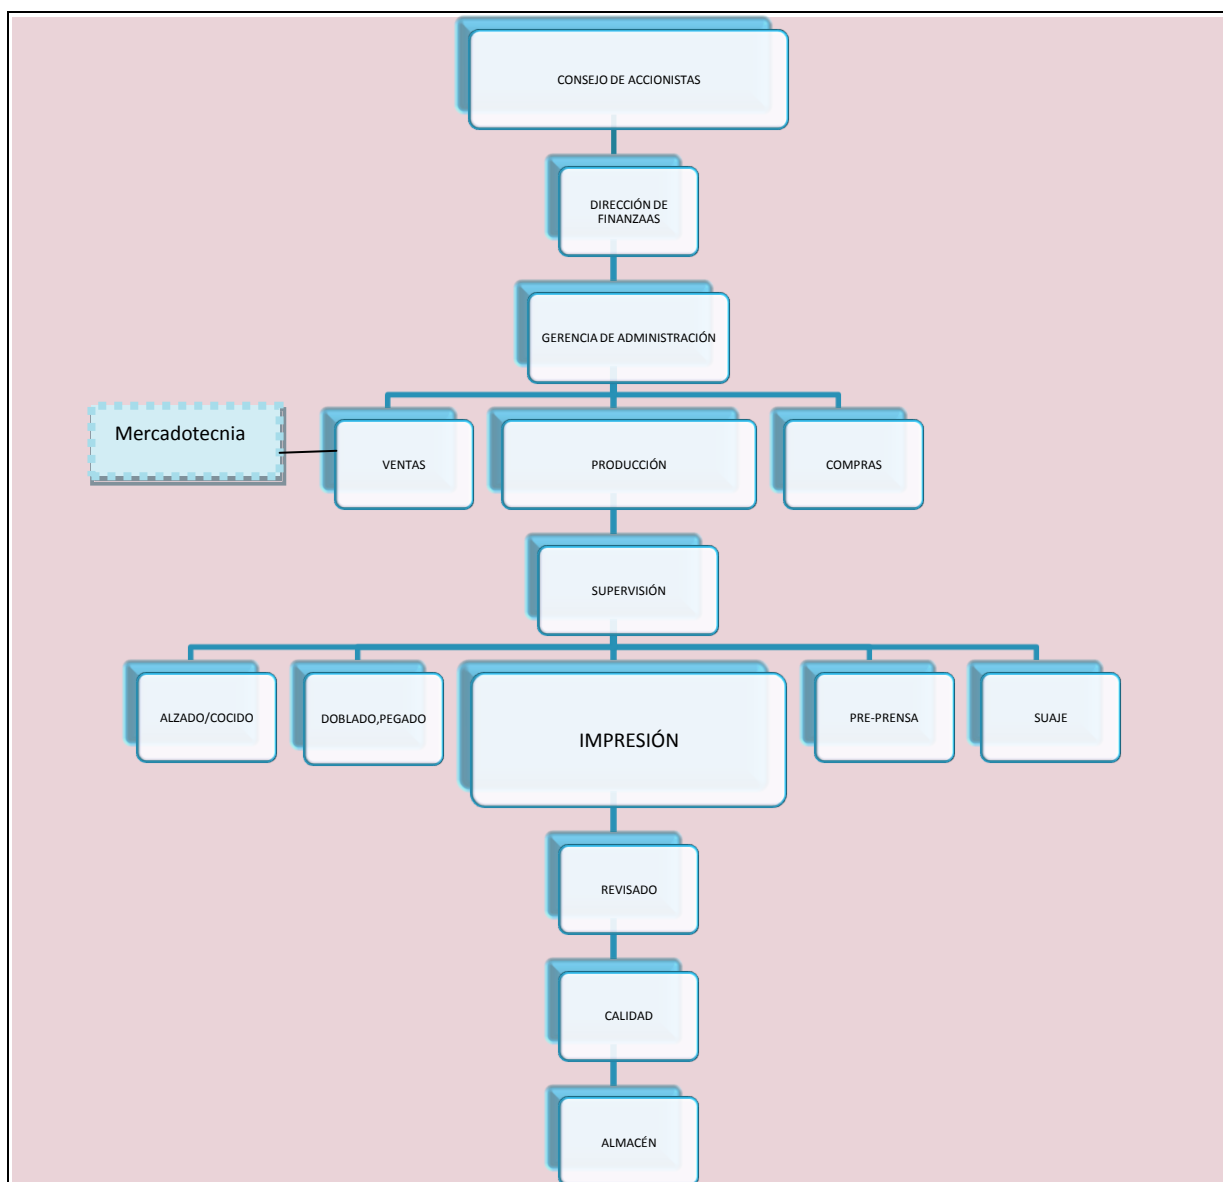 CONSEJO DE ACCIONISTAS
DIRECCIÓN DE
FINANZAAS
GERENCIA DE ADMINISTRACIÓN
Mercadotecnia
VENTAS
PRODUCCIÓN
COMPRAS
SUPERVISIÓN
ALZADO/COCIDO
DOBLADO,PEGADO
IMPRESIÓN
PRE-PRENSA
SUAJE
REVISADO
CALIDAD
ALMACÉN